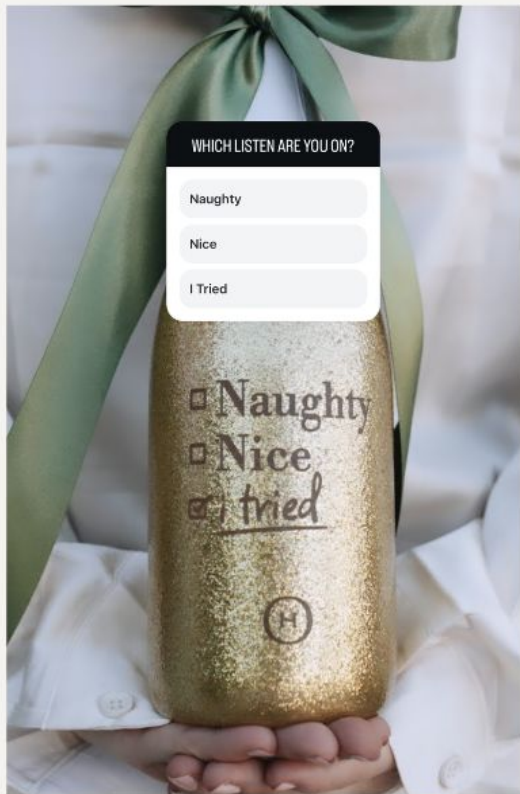 WHICH LISTEN ARE YOU ON?
Naughty
Nice
I Tried
Naughty
Nice
i tried
H